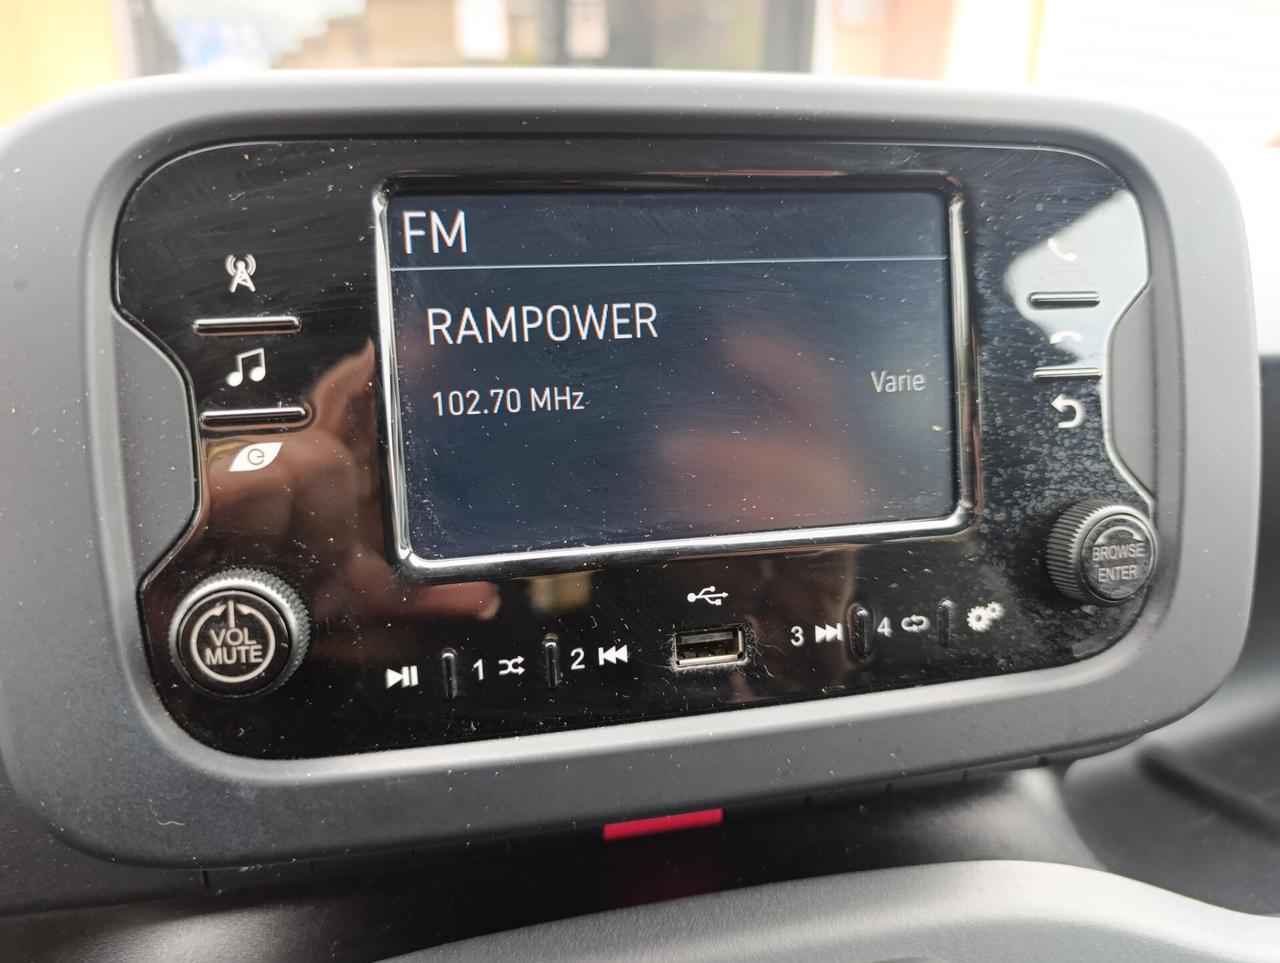 FM
RAMPOWER
102.70 MHz
Varie
VOL
MUTE
BROWSE
ENTER
1
2
3
4